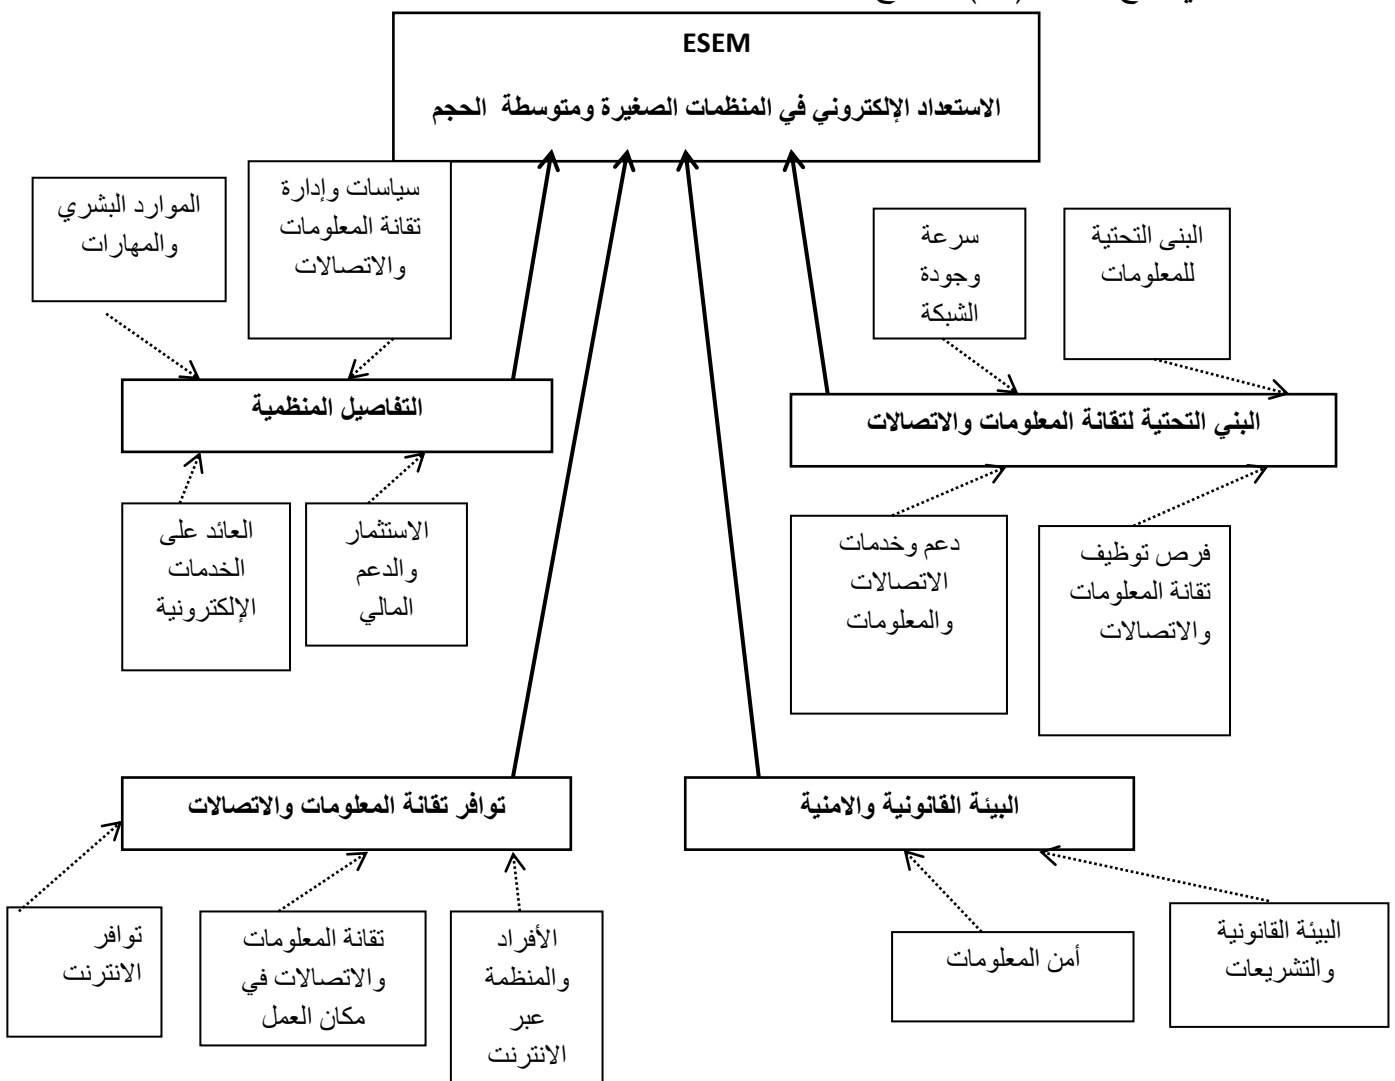 ESEM
الاستعداد الإلكتروني في المنظمات الصغيرة ومتوسطة الحجم
سياسات وإدارة
تقانة المعلومات
والاتصالات
الموارد البشري
والمهارات
البنى التحتية
للمعلومات
سرعة
وجودة
الشبكة
التفاصيل المنظمية
البني التحتية لتقانة المعلومات والاتصالات
العائد على
الخدمات
الإلكترونية
الاستثمار
والدعم
المالي
دعم وخدمات
الاتصالات
والمعلومات
فرص توظيف
تقانة المعلومات
والاتصالات
توافر تقانة المعلومات والاتصالات
البيئة القانونية والامنية
توافر
الانترنت
تقانة المعلومات
والاتصالات في
مكان العمل
الأفراد
والمنظمة
عبر
الانترنت
أمن المعلومات
البيئة القانونية
والتشريعات